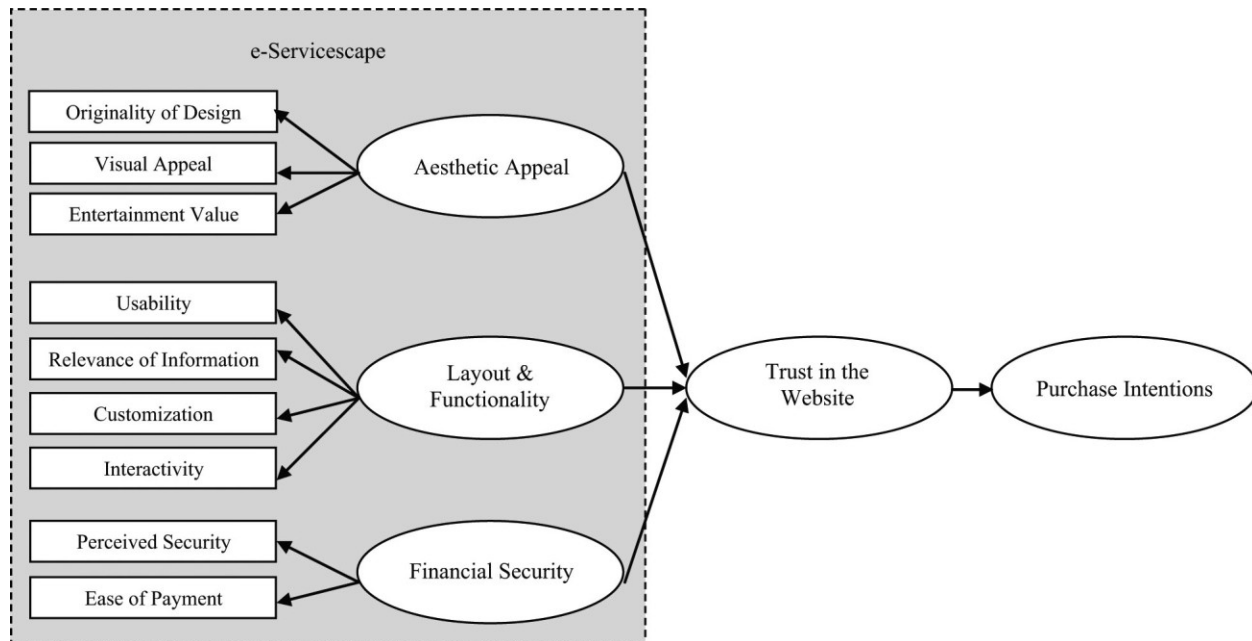 e-Servicescape
Originality of Design
Visual Appeal
Entertainment Value
Aesthetic Appeal
Usability
Relevance of Information
Customization
Interactivity
Layout &
Functionality
Perceived Security
Ease of Payment
Financial Security
Trust in the
Website
Purchase Intentions